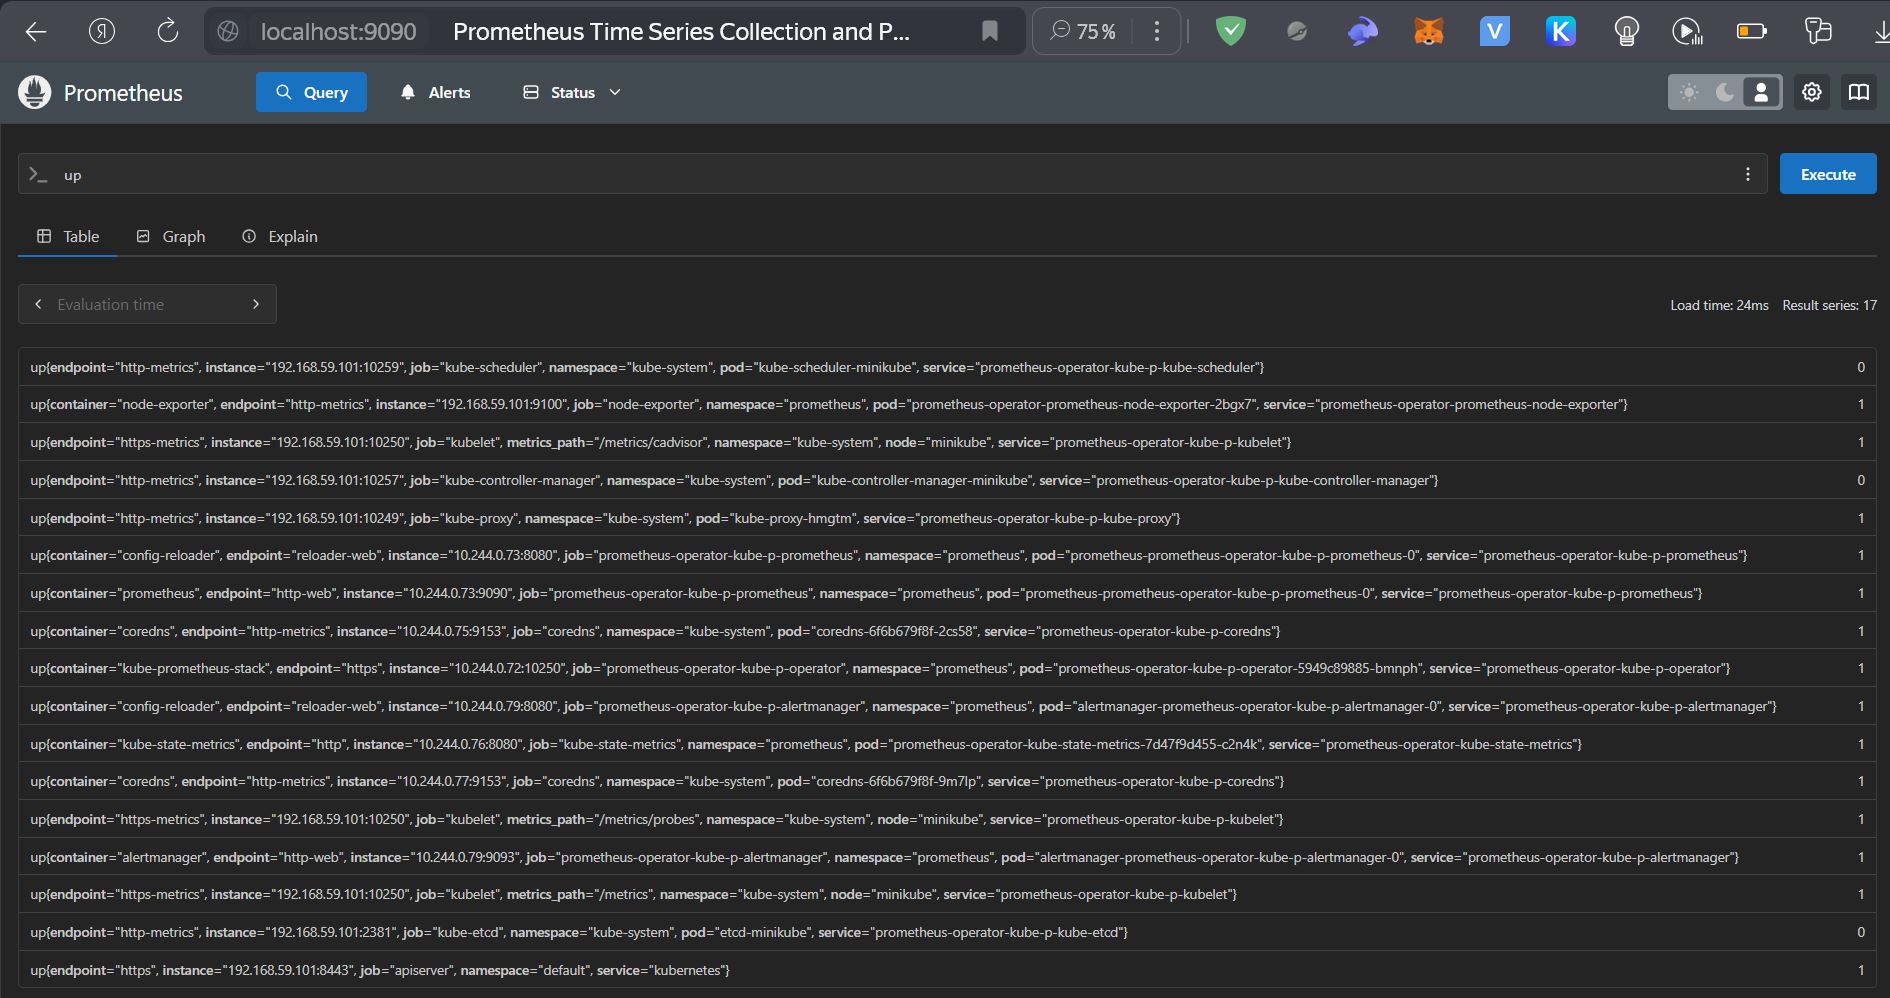 localhost:9090 Prometheus Time Series Collection and P... 75 %
Prometheus Query Alerts Status
up Execute
Table Graph Explain
Evaluation time Load time: 24ms Result series: 17
up{endpoint="http-metrics", instance="192.168.59.101:10259", job="kube-scheduler", namespace="kube-system", pod="kube-scheduler-minikube", service="prometheus-operator-kube-p-kube-scheduler"} 0
up{container="node-exporter", endpoint="http-metrics", instance="192.168.59.101:9100", job="node-exporter", namespace="prometheus", pod="prometheus-operator-prometheus-node-exporter-2bgx7", service="prometheus-operator-prometheus-node-exporter"} 1
up{endpoint="https-metrics", instance="192.168.59.101:10250", job="kubelet", metrics_path="/metrics/cadvisor", namespace="kube-system", node="minikube", service="prometheus-operator-kube-p-kubelet"} 1
up{endpoint="http-metrics", instance="192.168.59.101:10257", job="kube-controller-manager", namespace="kube-system", pod="kube-controller-manager-minikube", service="prometheus-operator-kube-p-kube-controller-manager"} 0
up{endpoint="http-metrics", instance="192.168.59.101:10249", job="kube-proxy", namespace="kube-system", pod="kube-proxy-hmgtm", service="prometheus-operator-kube-p-kube-proxy"} 1
up{container="config-reloader", endpoint="reloader-web", instance="10.244.0.73:8080", job="prometheus-operator-kube-p-prometheus", namespace="prometheus", pod="prometheus-prometheus-operator-kube-p-prometheus-0", service="prometheus-operator-kube-p-prometheus"} 1
up{container="prometheus", endpoint="http-web", instance="10.244.0.73:9090", job="prometheus-operator-kube-p-prometheus", namespace="prometheus", pod="prometheus-prometheus-operator-kube-p-prometheus-0", service="prometheus-operator-kube-p-prometheus"} 1
up{container="coredns", endpoint="http-metrics", instance="10.244.0.75:9153", job="coredns", namespace="kube-system", pod="coredns-6f6b679f8f-2cs58", service="prometheus-operator-kube-p-coredns"} 1
up{container="kube-prometheus-stack", endpoint="https", instance="10.244.0.72:10250", job="prometheus-operator-kube-p-operator", namespace="prometheus", pod="prometheus-operator-kube-p-operator-5949c89885-bmnph", service="prometheus-operator-kube-p-operator"} 1
up{container="config-reloader", endpoint="reloader-web", instance="10.244.0.79:8080", job="prometheus-operator-kube-p-alertmanager", namespace="prometheus", pod="alertmanager-prometheus-operator-kube-p-alertmanager-0", service="prometheus-operator-kube-p-alertmanager"} 1
up{container="kube-state-metrics", endpoint="http", instance="10.244.0.76:8080", job="kube-state-metrics", namespace="prometheus", pod="prometheus-operator-kube-state-metrics-7d47f9d455-c2n4k", service="prometheus-operator-kube-state-metrics"} 1
up{container="coredns", endpoint="http-metrics", instance="10.244.0.77:9153", job="coredns", namespace="kube-system", pod="coredns-6f6b679f8f-9m7lp", service="prometheus-operator-kube-p-coredns"} 1
up{endpoint="https-metrics", instance="192.168.59.101:10250", job="kubelet", metrics_path="/metrics/probes", namespace="kube-system", node="minikube", service="prometheus-operator-kube-p-kubelet"} 1
up{container="alertmanager", endpoint="http-web", instance="10.244.0.79:9093", job="prometheus-operator-kube-p-alertmanager", namespace="prometheus", pod="alertmanager-prometheus-operator-kube-p-alertmanager-0", service="prometheus-operator-kube-p-alertmanager"} 1
up{endpoint="https-metrics", instance="192.168.59.101:10250", job="kubelet", metrics_path="/metrics", namespace="kube-system", node="minikube", service="prometheus-operator-kube-p-kubelet"} 1
up{endpoint="http-metrics", instance="192.168.59.101:2381", job="kube-etcd", namespace="kube-system", pod="etcd-minikube", service="prometheus-operator-kube-p-kube-etcd"} 0
up{endpoint="https", instance="192.168.59.101:8443", job="apiserver", namespace="default", service="kubernetes"} 1